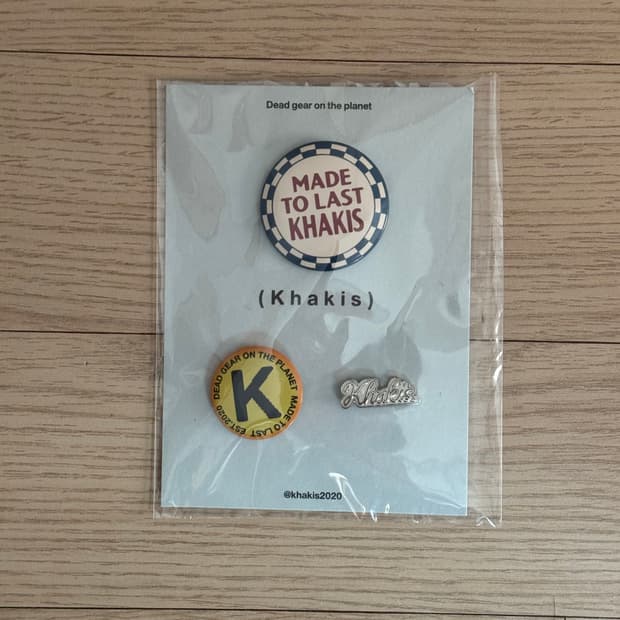 Dead gear on the planet
MADE
TO LAST
KHAKIS
(Khakis)
DEAD GEAR ON THE PLANET MADE TO LAST EST.2020
K
Khakis
@khakis2020